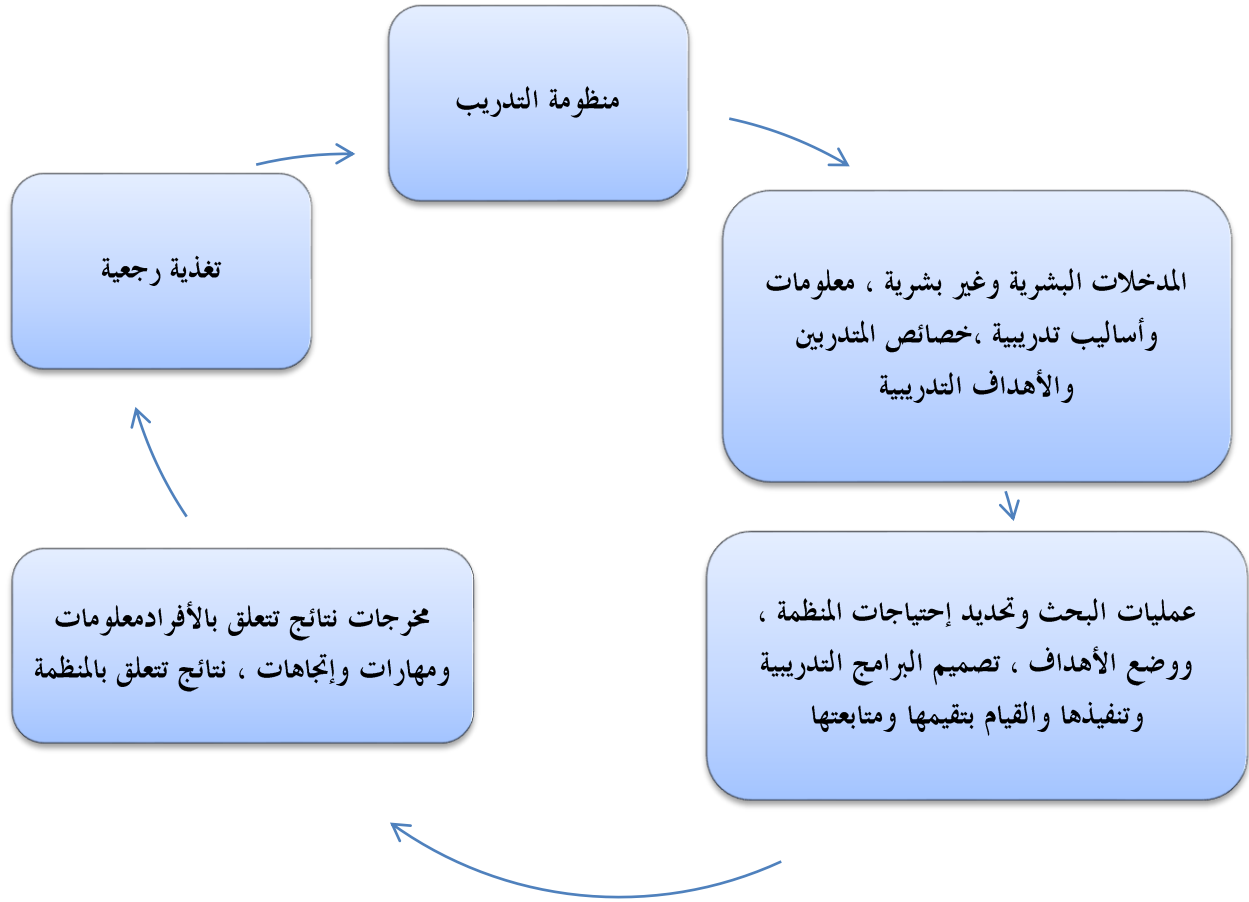 منظومة التدريب
المدخلات البشرية وغير بشرية ، معلومات
وأساليب تدريبية ،خصائص المتدربين
والأهداف التدريبية
عمليات البحث وتحديد إحتياجات المنظمة ،
ووضع الأهداف ، تصميم البرامج التدريبية
وتنفيذها والقيام بتقيمها ومتابعتها
مخرجات نتائج تتعلق بالأفرادمعلومات
ومهارات وإتجاهات ، نتائج تتعلق بالمنظمة
تغذية رجعية